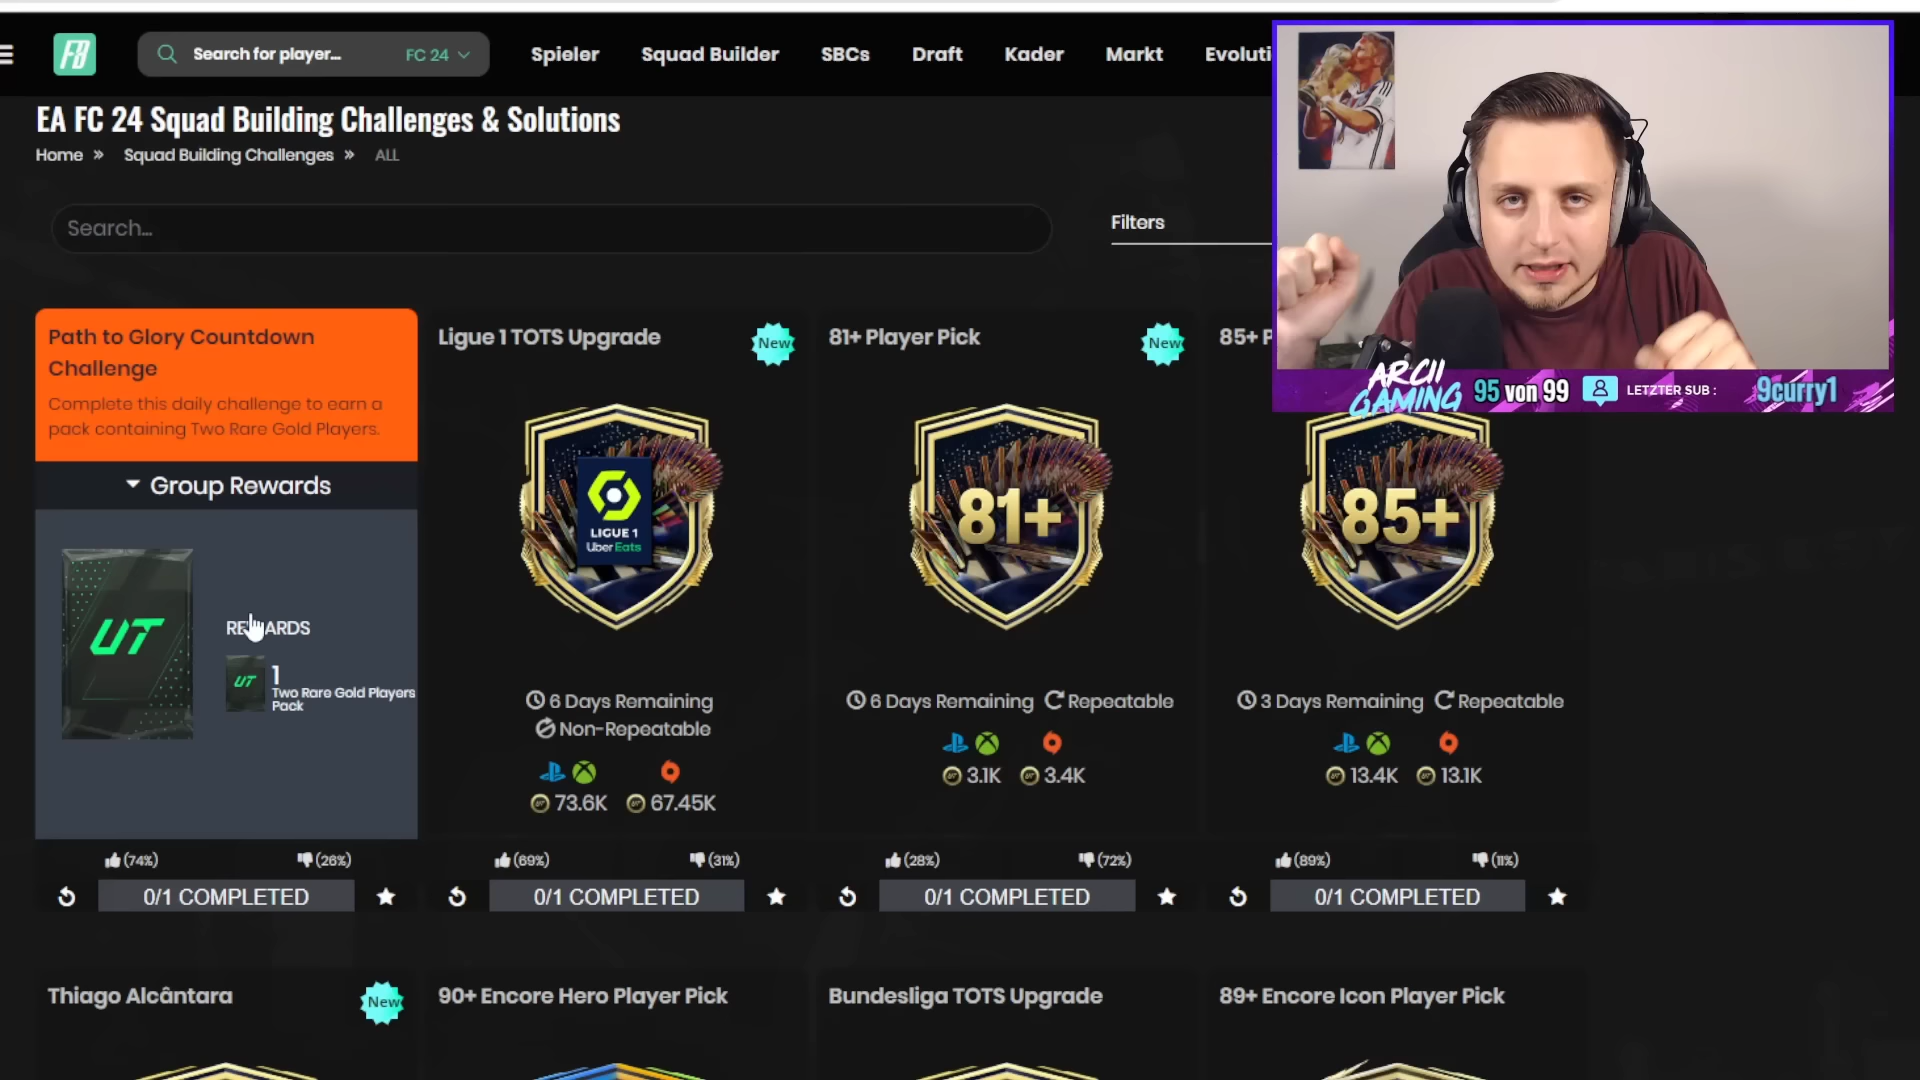 FB
Search for player...
FC 24
Spieler
Squad Builder
SBCs
Draft
Kader
Markt
Evoluti
EA FC 24 Squad Building Challenges & Solutions
Home » Squad Building Challenges » ALL
Search...
Filters
ARCII
GAMING
95 von 99
LETZTER SUB :
9curry1
Path to Glory Countdown
Challenge
Complete this daily challenge to earn a
pack containing Two Rare Gold Players.
Group Rewards
UT
REWARDS
UT
1
Two Rare Gold Players
Pack
(74%)
(26%)
0/1 COMPLETED
Ligue 1 TOTS Upgrade
New
LIGUE 1
Uber Eats
6 Days Remaining
Non-Repeatable
73.6K
67.45K
(69%)
(31%)
0/1 COMPLETED
81+ Player Pick
New
81+
6 Days Remaining
Repeatable
3.1K
3.4K
(28%)
(72%)
0/1 COMPLETED
85+ P
85+
3 Days Remaining
Repeatable
13.4K
13.1K
(89%)
(11%)
0/1 COMPLETED
Thiago Alcântara
New
90+ Encore Hero Player Pick
Bundesliga TOTS Upgrade
89+ Encore Icon Player Pick